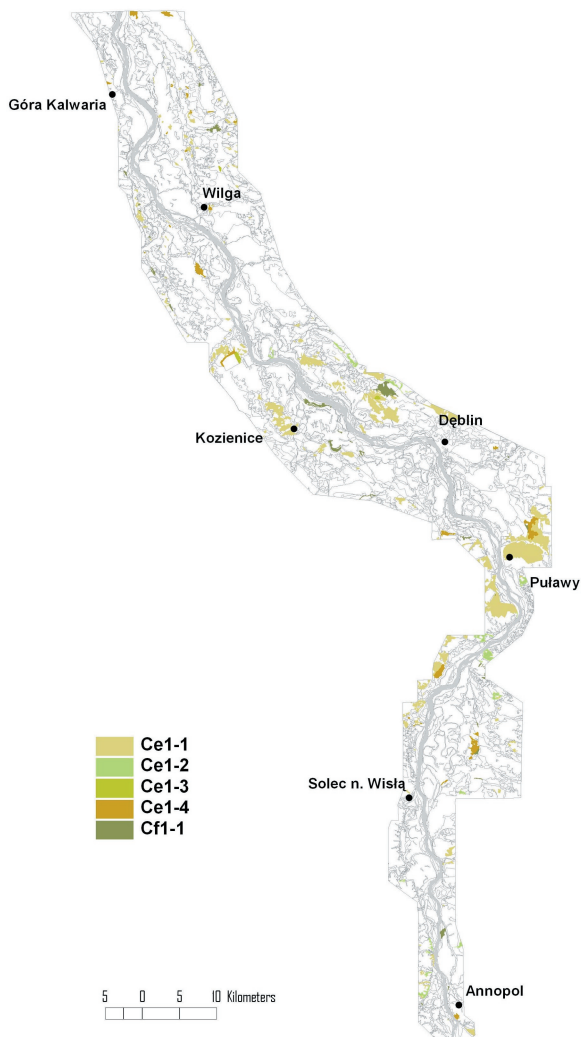 Góra Kalwaria
Wilga
Kozienice
Dęblin
Puławy
Ce1-1
Ce1-2
Ce1-3
Ce1-4
Cf1-1
Solec n. Wisłą
Annopol
5 0 5 10 Kilometers